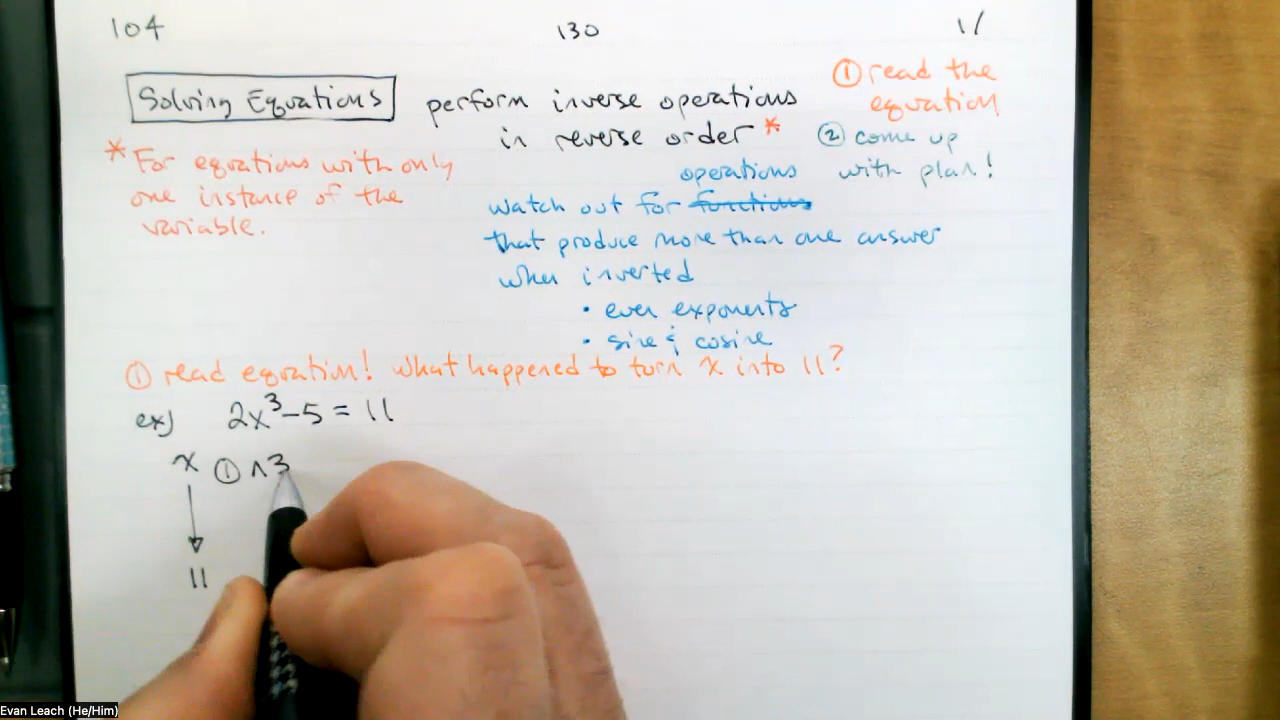 104 130 1/
Solving Equations
perform inverse operations
in reverse order *
① read the
equation
② come up
with plan!
* For equations with only
one instance of the
variable.
operations
watch out for functions
that produce more than one answer
when inverted
• even exponents
• sine & cosine
① read equation! What happened to turn x into 11?
ex) 2x³-5 = 11
x ① ^3
11
Evan Leach (He/Him)